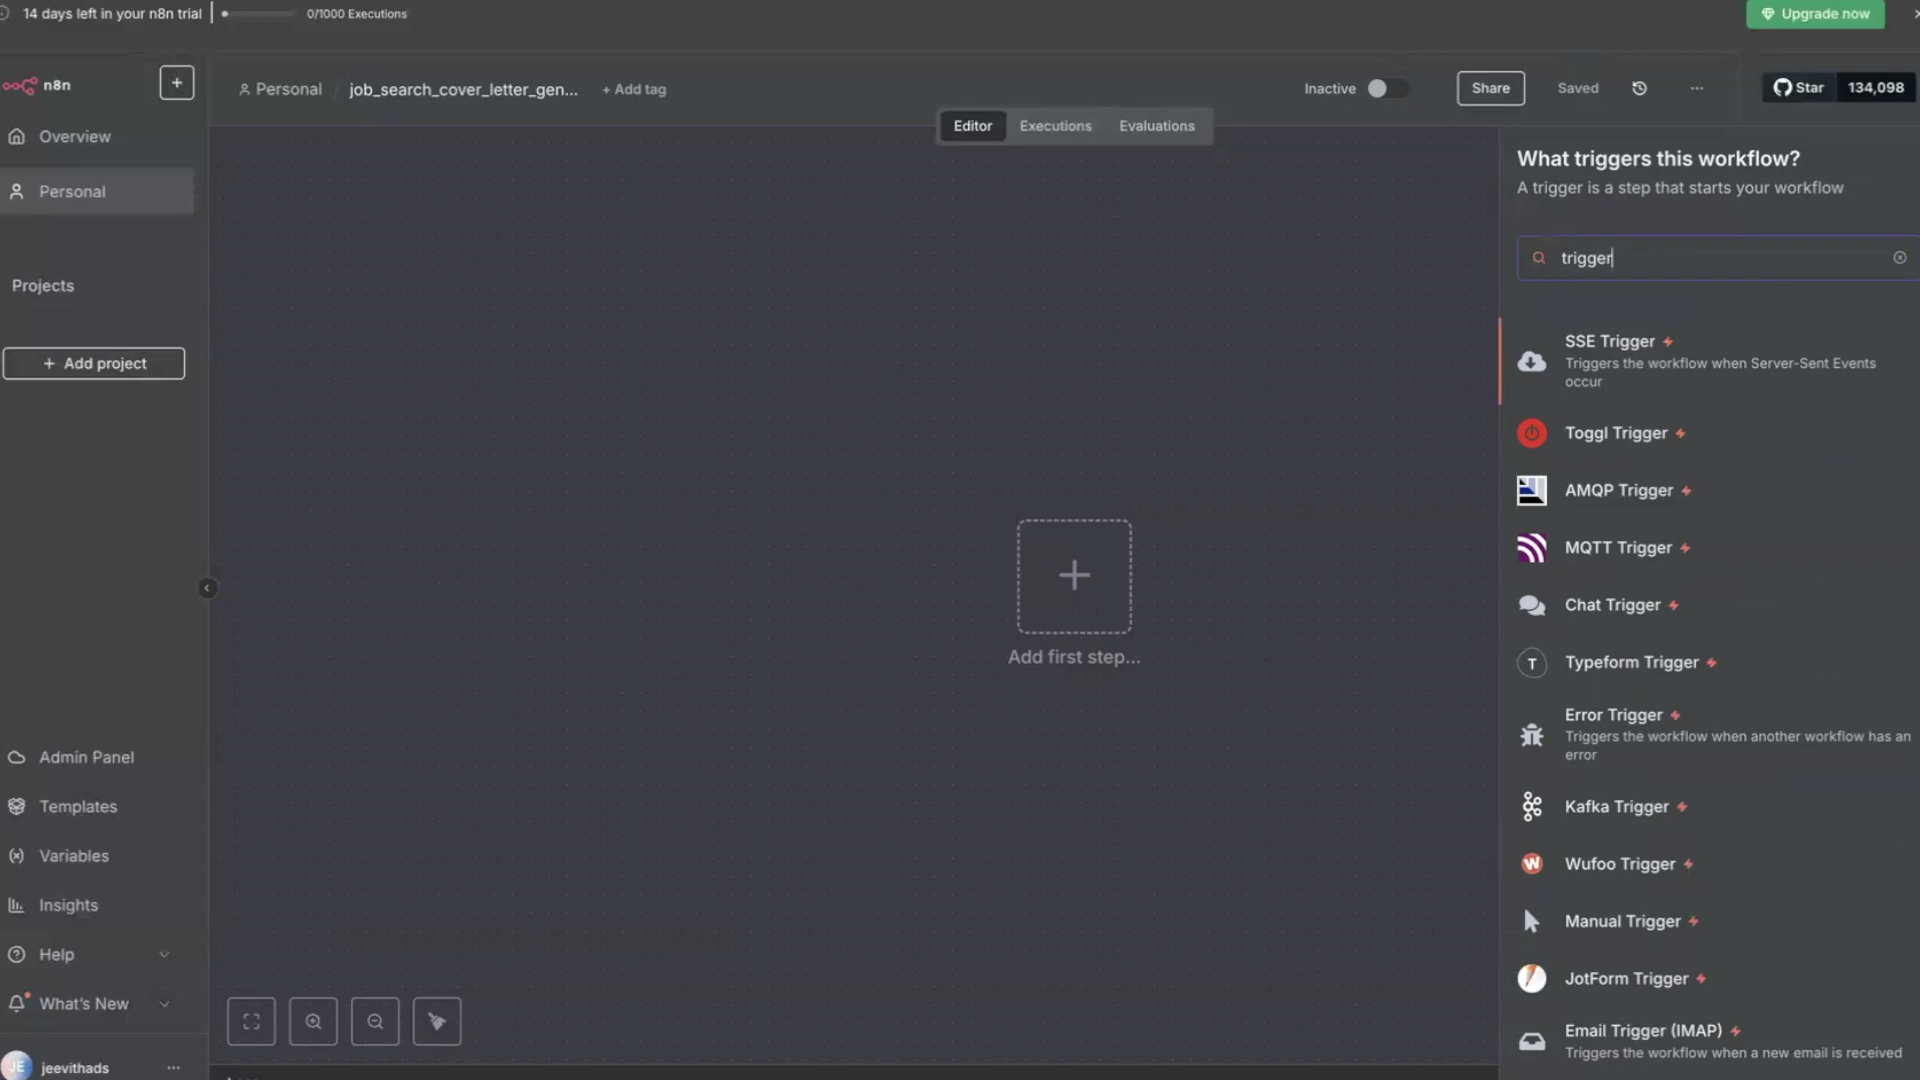 14 days left in your n8n trial
0/1000 Executions
Upgrade now
n8n
Personal / job_search_cover_letter_gen... + Add tag
Inactive
Share
Saved
...
Star 134,098
Overview
Personal
Projects
+ Add project
Editor Executions Evaluations
What triggers this workflow?
A trigger is a step that starts your workflow
trigger
SSE Trigger
Triggers the workflow when Server-Sent Events
occur
Toggl Trigger
AMQP Trigger
MQTT Trigger
Chat Trigger
T Typeform Trigger
Error Trigger
Triggers the workflow when another workflow has an
error
Kafka Trigger
W Wufoo Trigger
Manual Trigger
JotForm Trigger
Email Trigger (IMAP)
Triggers the workflow when a new email is received
Add first step...
Admin Panel
Templates
Variables
Insights
Help
What's New
JE jeevithads ...